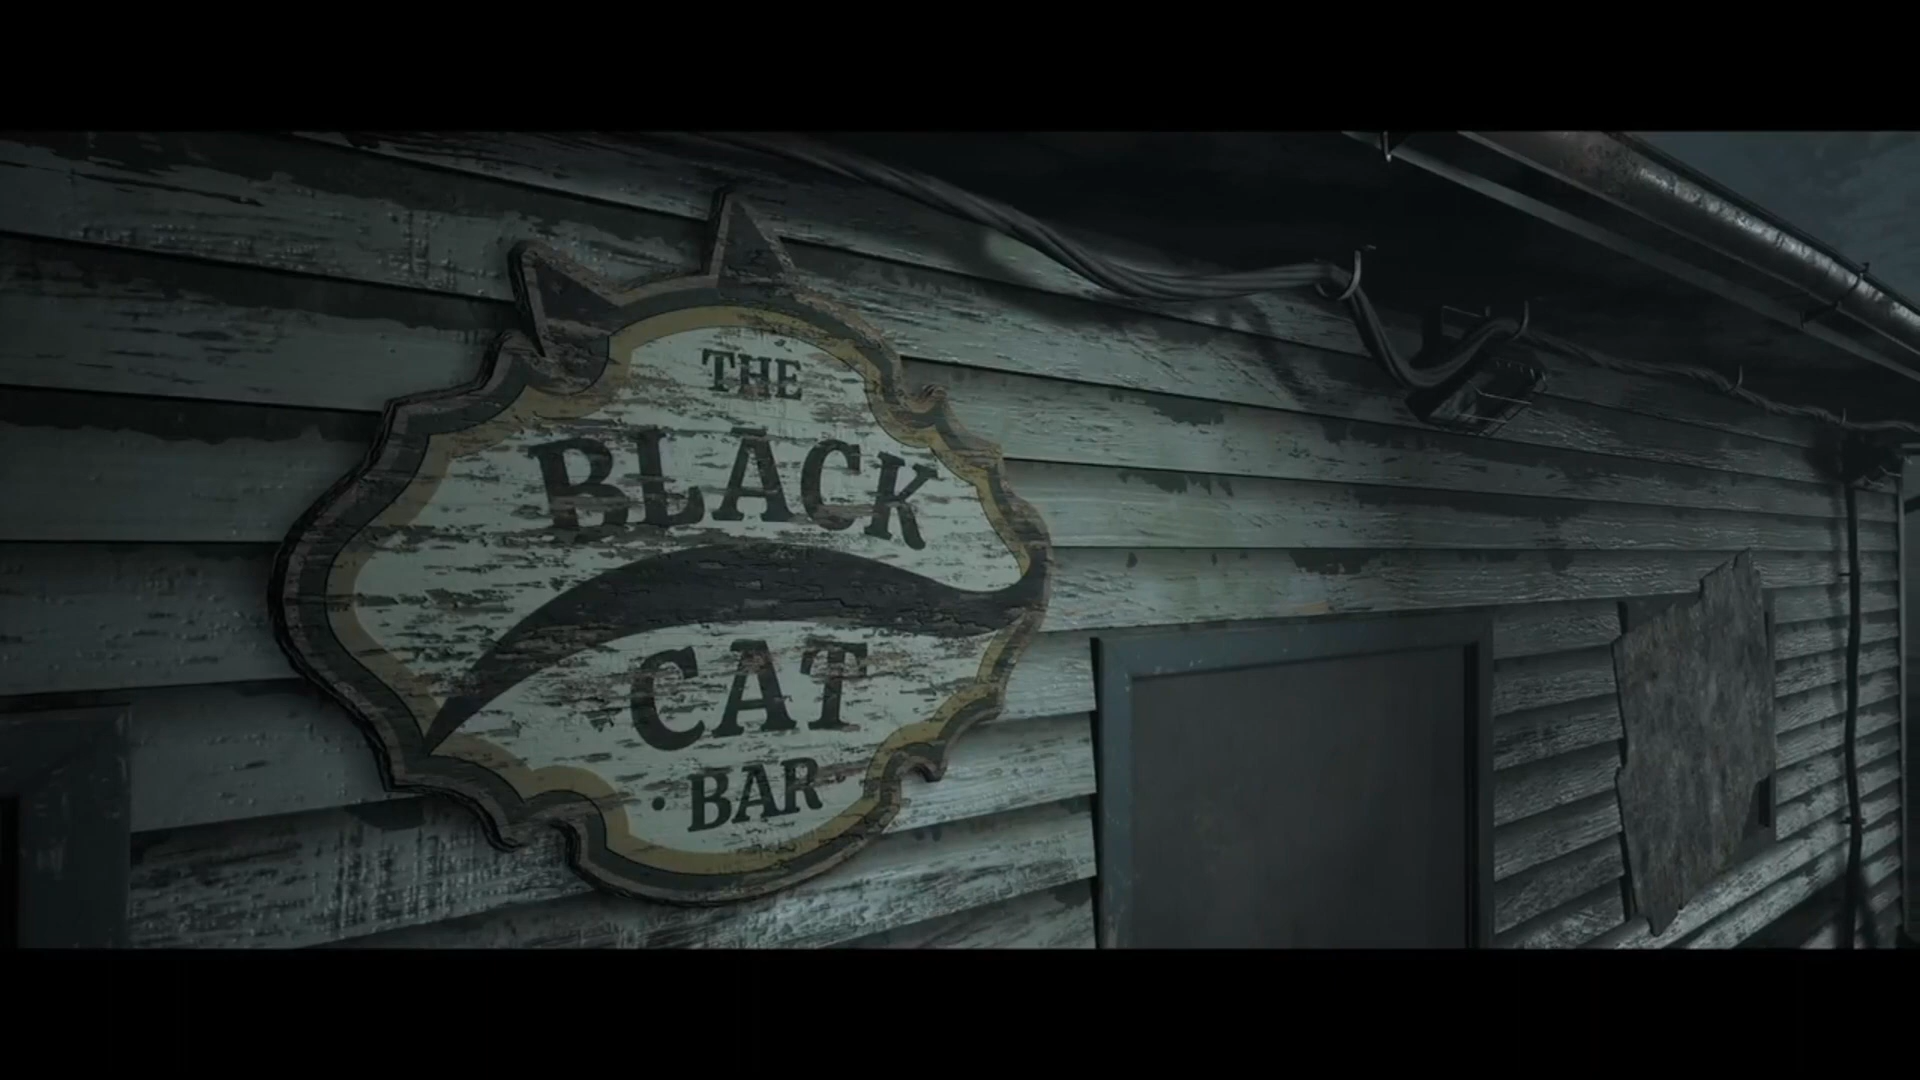 THE
BLACK
CAT
· BAR ·